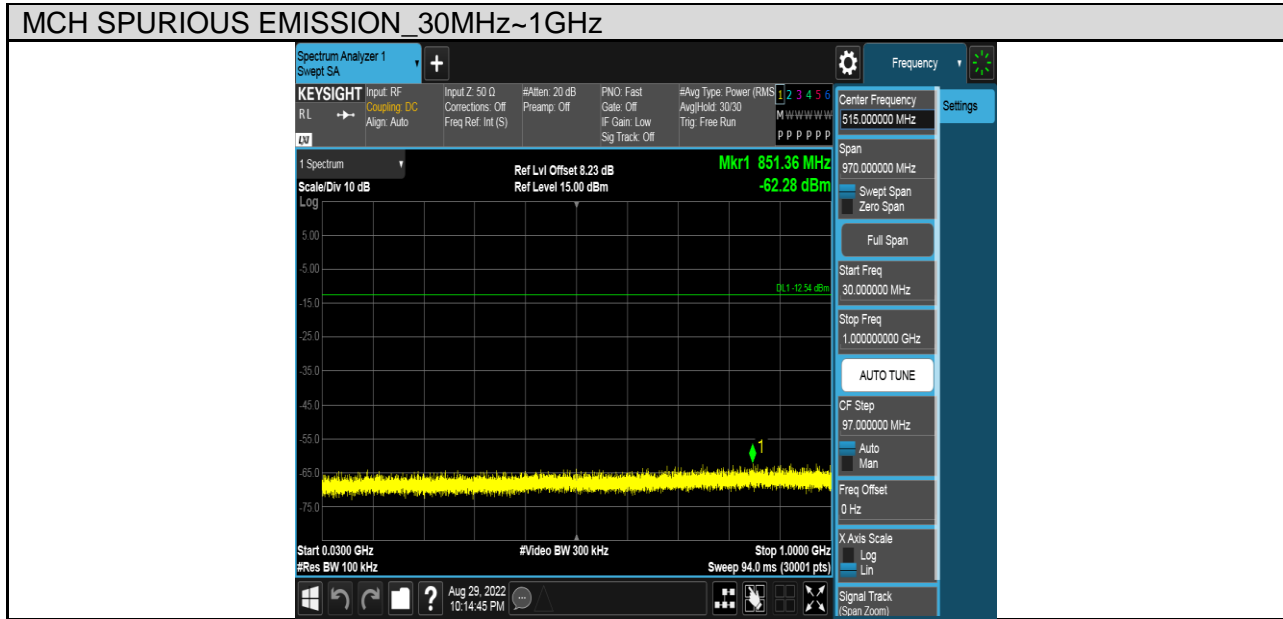 MCH SPURIOUS EMISSION_30MHz~1GHz
Spectrum Analyzer 1
Swept SA
+
Frequency
KEYSIGHT
RL
LXI
Input: RF
Coupling: DC
Align: Auto
Input Z: 50 Ω
Corrections: Off
Freq Ref: Int (S)
#Atten: 20 dB
Preamp: Off
PNO: Fast
Gate: Off
IF Gain: Low
Sig Track: Off
#Avg Type: Power (RMS
Avg|Hold: 30/30
Trig: Free Run
1 2 3 4 5 6
M W W W W W
P P P P P P
1 Spectrum
Scale/Div 10 dB
Log
Ref Lvl Offset 8.23 dB
Ref Level 15.00 dBm
Mkr1 851.36 MHz
-62.28 dBm
5.00
-5.00
DL1 -12.54 dBm
-15.0
-25.0
-35.0
-45.0
-55.0
1
-65.0
-75.0
Start 0.0300 GHz
#Res BW 100 kHz
#Video BW 300 kHz
Stop 1.0000 GHz
Sweep 94.0 ms (30001 pts)
?
Aug 29, 2022
10:14:45 PM
Center Frequency
515.000000 MHz
Settings
Span
970.000000 MHz
Swept Span
Zero Span
Full Span
Start Freq
30.000000 MHz
Stop Freq
1.000000000 GHz
AUTO TUNE
CF Step
97.000000 MHz
Auto
Man
Freq Offset
0 Hz
X Axis Scale
Log
Lin
Signal Track
(Span Zoom)